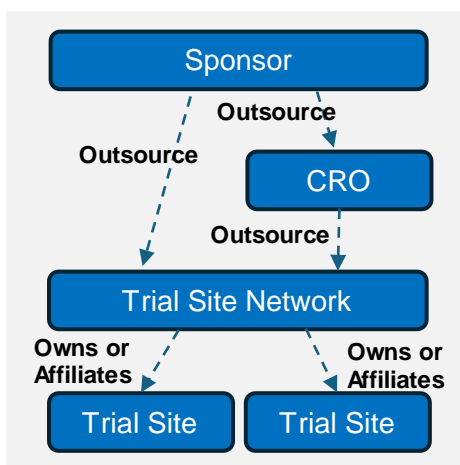 Sponsor
Outsource
Outsource
CRO
Outsource
Trial Site Network
Owns or
Affiliates
Owns or
Affiliates
Trial Site
Trial Site